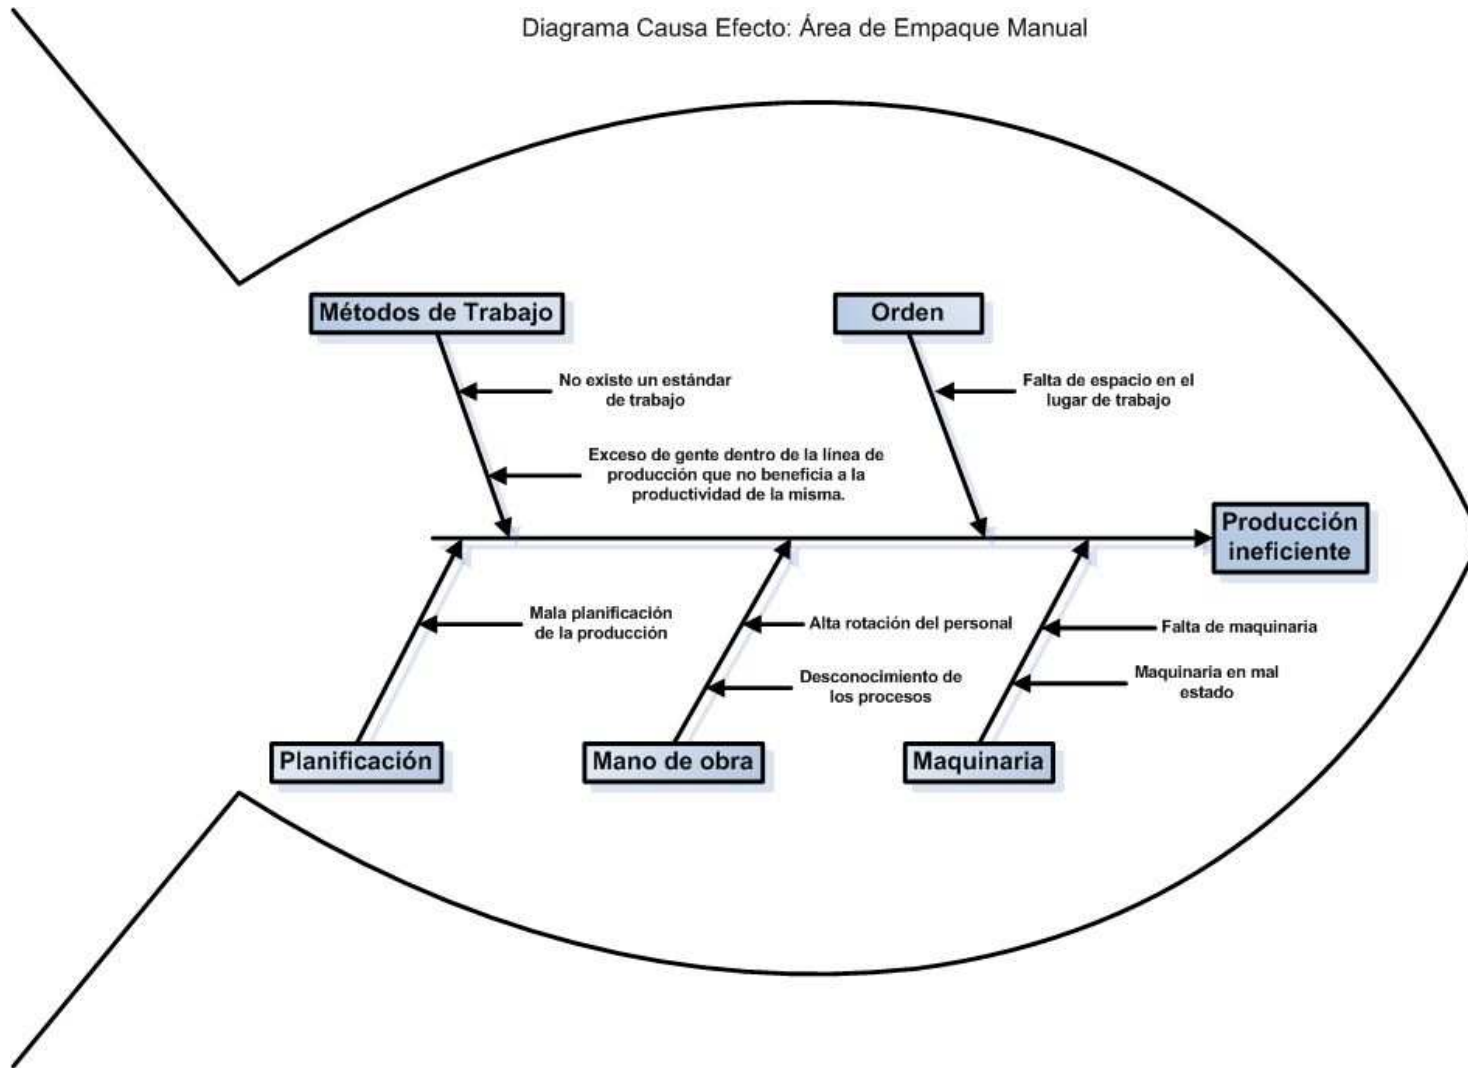 Diagrama Causa Efecto: Área de Empaque Manual
Métodos de Trabajo
Orden
No existe un estándar
de trabajo
Falta de espacio en el
lugar de trabajo
Exceso de gente dentro de la línea de
producción que no beneficia a la
productividad de la misma.
Producción
ineficiente
Mala planificación
de la producción
Alta rotación del personal
Falta de maquinaria
Desconocimiento de
los procesos
Maquinaria en mal
estado
Planificación
Mano de obra
Maquinaria